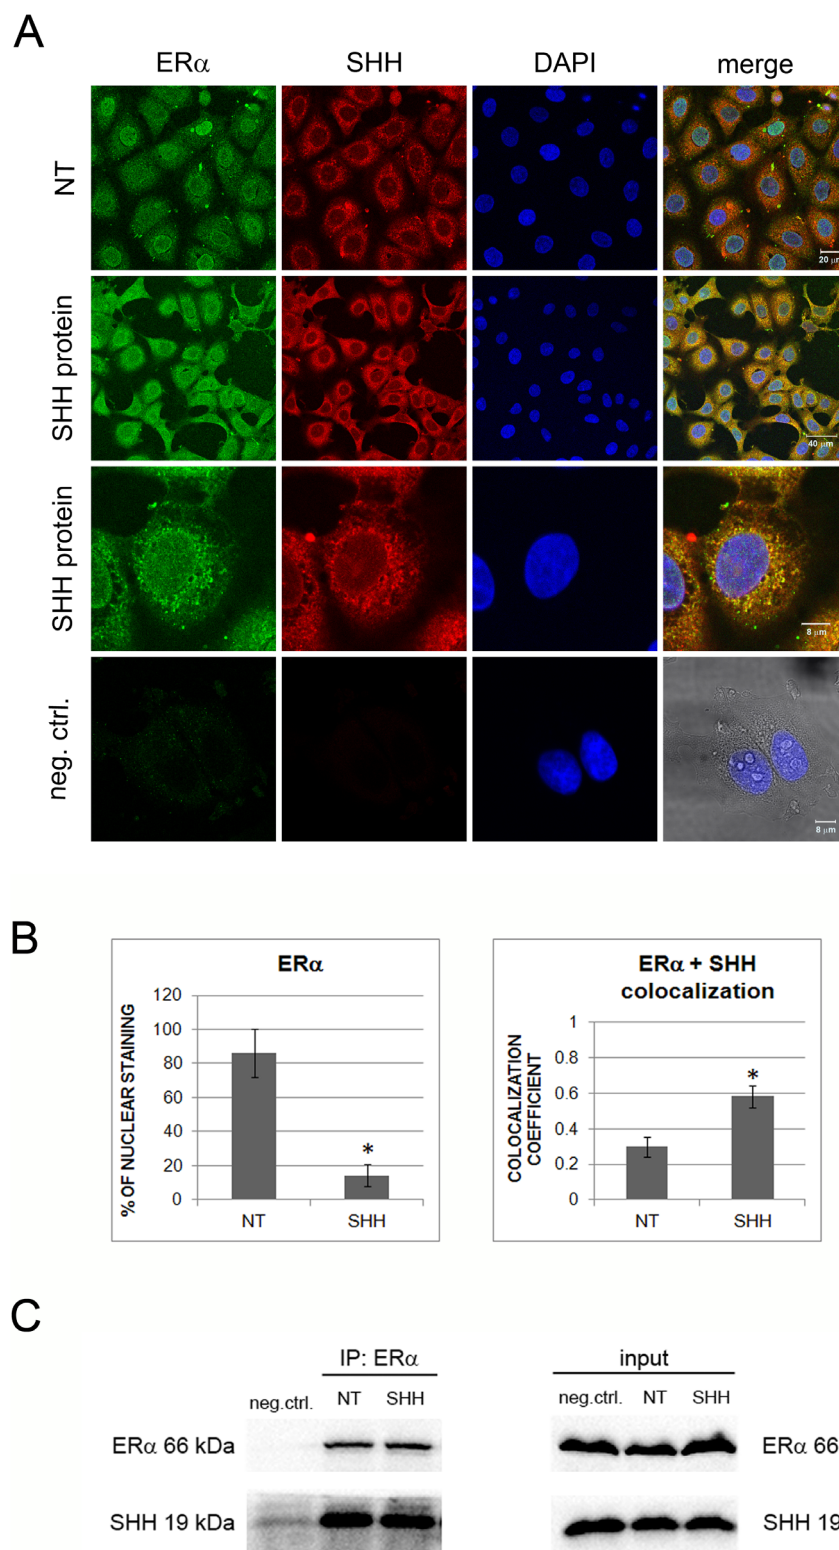 A
ERα SHH DAPI merge
NT
20 μm
SHH protein
40 μm
SHH protein
8 μm
neg. ctrl.
8 μm
B
ERα
% OF NUCLEAR STAINING
120
100
80
60
40
20
0
NT SHH
*
ERα + SHH
colocalization
COLOCALIZATION
COEFFICIENT
1
0.8
0.6
0.4
0.2
0
NT SHH
*
C
IP: ERα
neg.ctrl. NT SHH
ERα 66 kDa
SHH 19 kDa
input
neg.ctrl. NT SHH
ERα 66
SHH 19